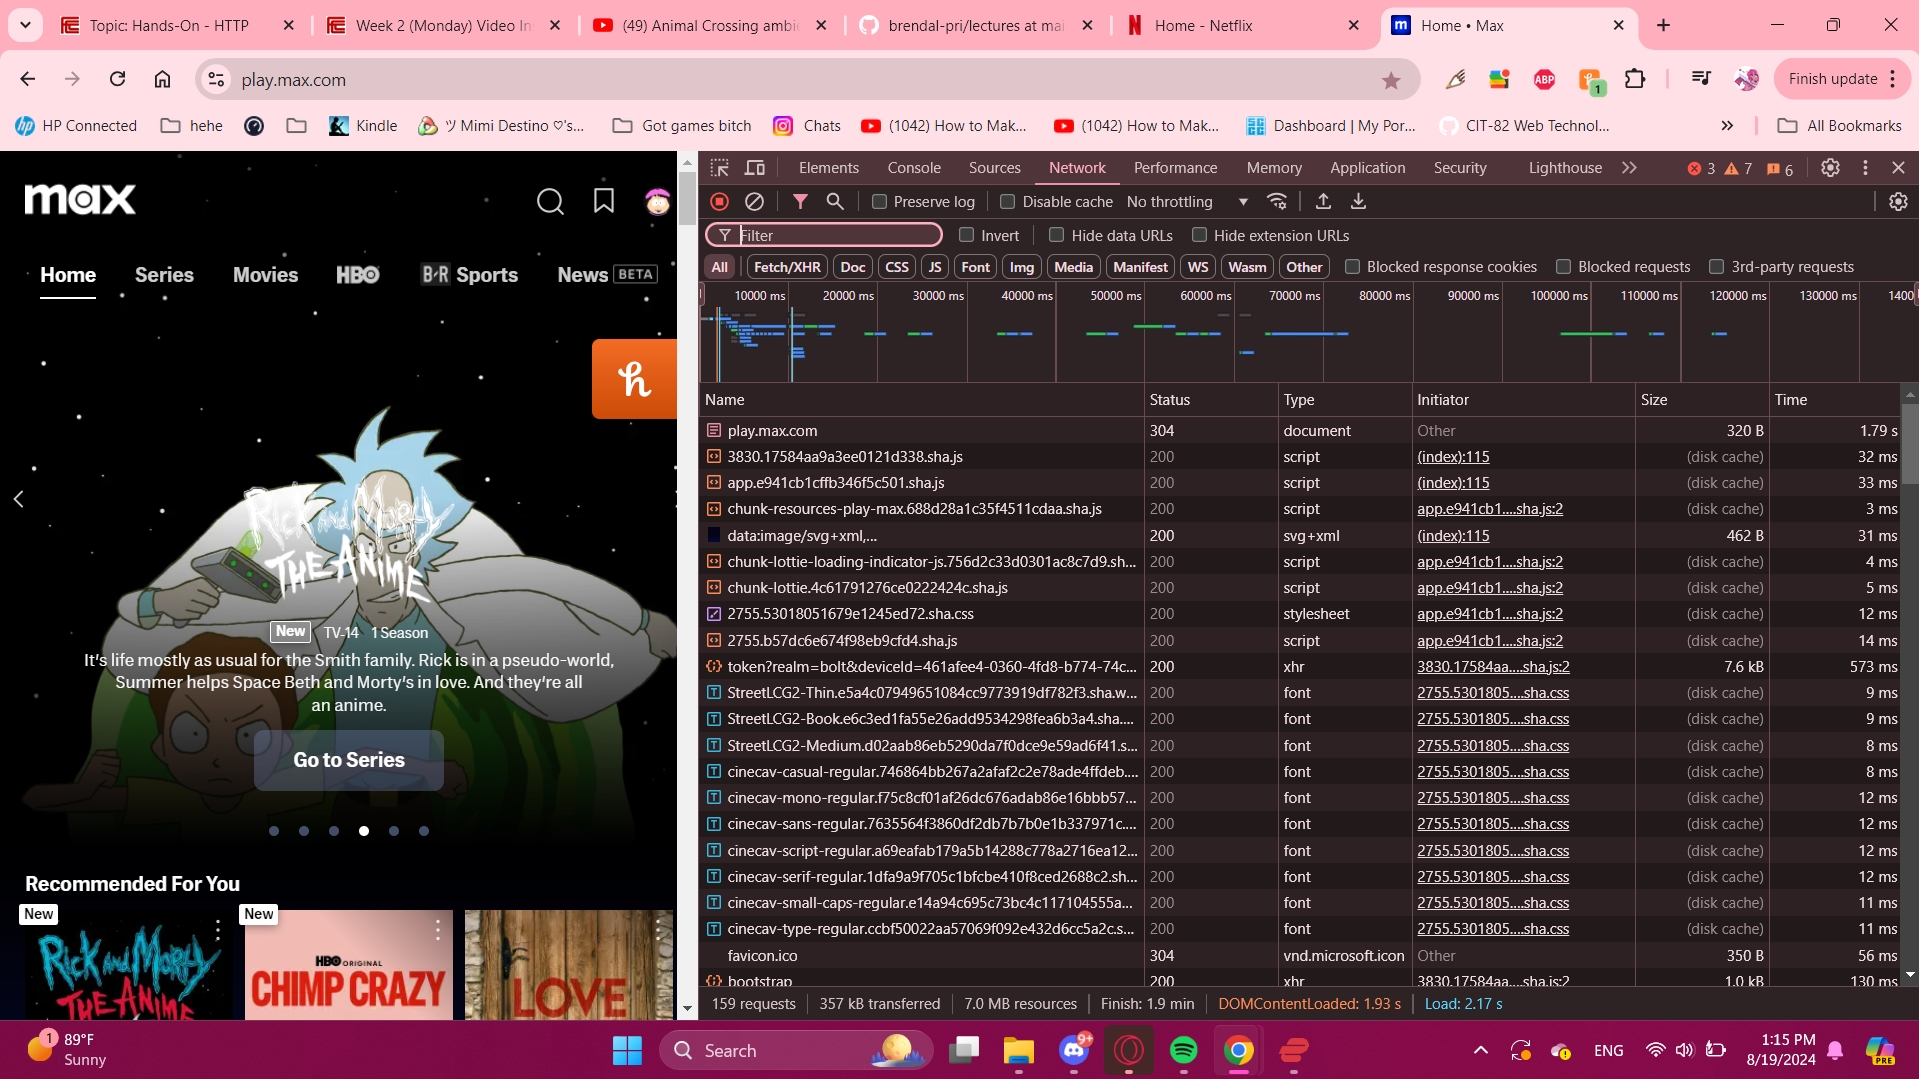 Topic: Hands-On - HTTP
Week 2 (Monday) Video In
(49) Animal Crossing ambie
brendal-pri/lectures at mai
Home - Netflix
m
Home • Max
play.max.com
ABP
1
Finish update
HP Connected
hehe
Kindle
ツ Mimi Destino ♡'s...
Got games bitch
Chats
(1042) How to Mak...
(1042) How to Mak...
Dashboard | My Por...
CIT-82 Web Technol...
All Bookmarks
max
Home
Series
Movies
HBO
B/R Sports
News BETA
h
RICK AND MORTY
THE ANIME
New TV-14 1 Season
It's life mostly as usual for the Smith family. Rick is in a pseudo-world,
Summer helps Space Beth and Morty's in love. And they're all
an anime.
Go to Series
Recommended For You
New
New
RICK AND MORTY
THE ANIME
HBO ORIGINAL
CHIMP CRAZY
LOVE
Elements
Console
Sources
Network
Performance
Memory
Application
Security
Lighthouse
3
7
6
Preserve log
Disable cache
No throttling
Filter
Invert
Hide data URLs
Hide extension URLs
All Fetch/XHR Doc CSS JS Font Img Media Manifest WS Wasm Other
Blocked response cookies
Blocked requests
3rd-party requests
10000 ms 20000 ms 30000 ms 40000 ms 50000 ms 60000 ms 70000 ms 80000 ms 90000 ms 100000 ms 110000 ms 120000 ms 130000 ms 1400
Name Status Type Initiator Size Time
play.max.com 304 document Other 320 B 1.79 s
3830.17584aa9a3ee0121d338.sha.js 200 script (index):115 (disk cache) 32 ms
app.e941cb1cffb346f5c501.sha.js 200 script (index):115 (disk cache) 33 ms
chunk-resources-play-max.688d28a1c35f4511cdaa.sha.js 200 script app.e941cb1....sha.js:2 (disk cache) 3 ms
data:image/svg+xml,... 200 svg+xml (index):115 462 B 31 ms
chunk-lottie-loading-indicator-js.756d2c33d0301ac8c7d9.sh... 200 script app.e941cb1....sha.js:2 (disk cache) 4 ms
chunk-lottie.4c61791276ce0222424c.sha.js 200 script app.e941cb1....sha.js:2 (disk cache) 5 ms
2755.53018051679e1245ed72.sha.css 200 stylesheet app.e941cb1....sha.js:2 (disk cache) 12 ms
2755.b57dc6e674f98eb9cfd4.sha.js 200 script app.e941cb1....sha.js:2 (disk cache) 14 ms
token?realm=bolt&deviceId=461afee4-0360-4fd8-b774-74c... 200 xhr 3830.17584aa....sha.js:2 7.6 kB 573 ms
StreetLCG2-Thin.e5a4c07949651084cc9773919df782f3.sha.w... 200 font 2755.5301805....sha.css (disk cache) 9 ms
StreetLCG2-Book.e6c3ed1fa55e26add9534298fea6b3a4.sha.... 200 font 2755.5301805....sha.css (disk cache) 9 ms
StreetLCG2-Medium.d02aab86eb5290da7f0dce9e59ad6f41.s... 200 font 2755.5301805....sha.css (disk cache) 8 ms
cinecav-casual-regular.746864bb267a2afaf2c2e78ade4ffdeb.... 200 font 2755.5301805....sha.css (disk cache) 8 ms
cinecav-mono-regular.f75c8cf01af26dc676adab86e16bbb57... 200 font 2755.5301805....sha.css (disk cache) 12 ms
cinecav-sans-regular.7635564f3860df2db7b7b0e1b337971c.... 200 font 2755.5301805....sha.css (disk cache) 12 ms
cinecav-script-regular.a69eafab179a5b14288c778a2716ea12... 200 font 2755.5301805....sha.css (disk cache) 12 ms
cinecav-serif-regular.1dfa9a9f705c1bfcbe410f8ced2688c2.sh... 200 font 2755.5301805....sha.css (disk cache) 12 ms
cinecav-small-caps-regular.e14a94c695c73bc4c117104555a... 200 font 2755.5301805....sha.css (disk cache) 11 ms
cinecav-type-regular.ccbf50022aa57069f092e432d6cc5a2c.s... 200 font 2755.5301805....sha.css (disk cache) 11 ms
favicon.ico 304 vnd.microsoft.icon Other 350 B 56 ms
bootstrap 200 xhr 3830.17584aa....sha.js:2 1.0 kB 130 ms
159 requests 357 kB transferred 7.0 MB resources Finish: 1.9 min DOMContentLoaded: 1.93 s Load: 2.17 s
1
89°F
Sunny
Search
9+
ENG
1:15 PM
8/19/2024
PRE